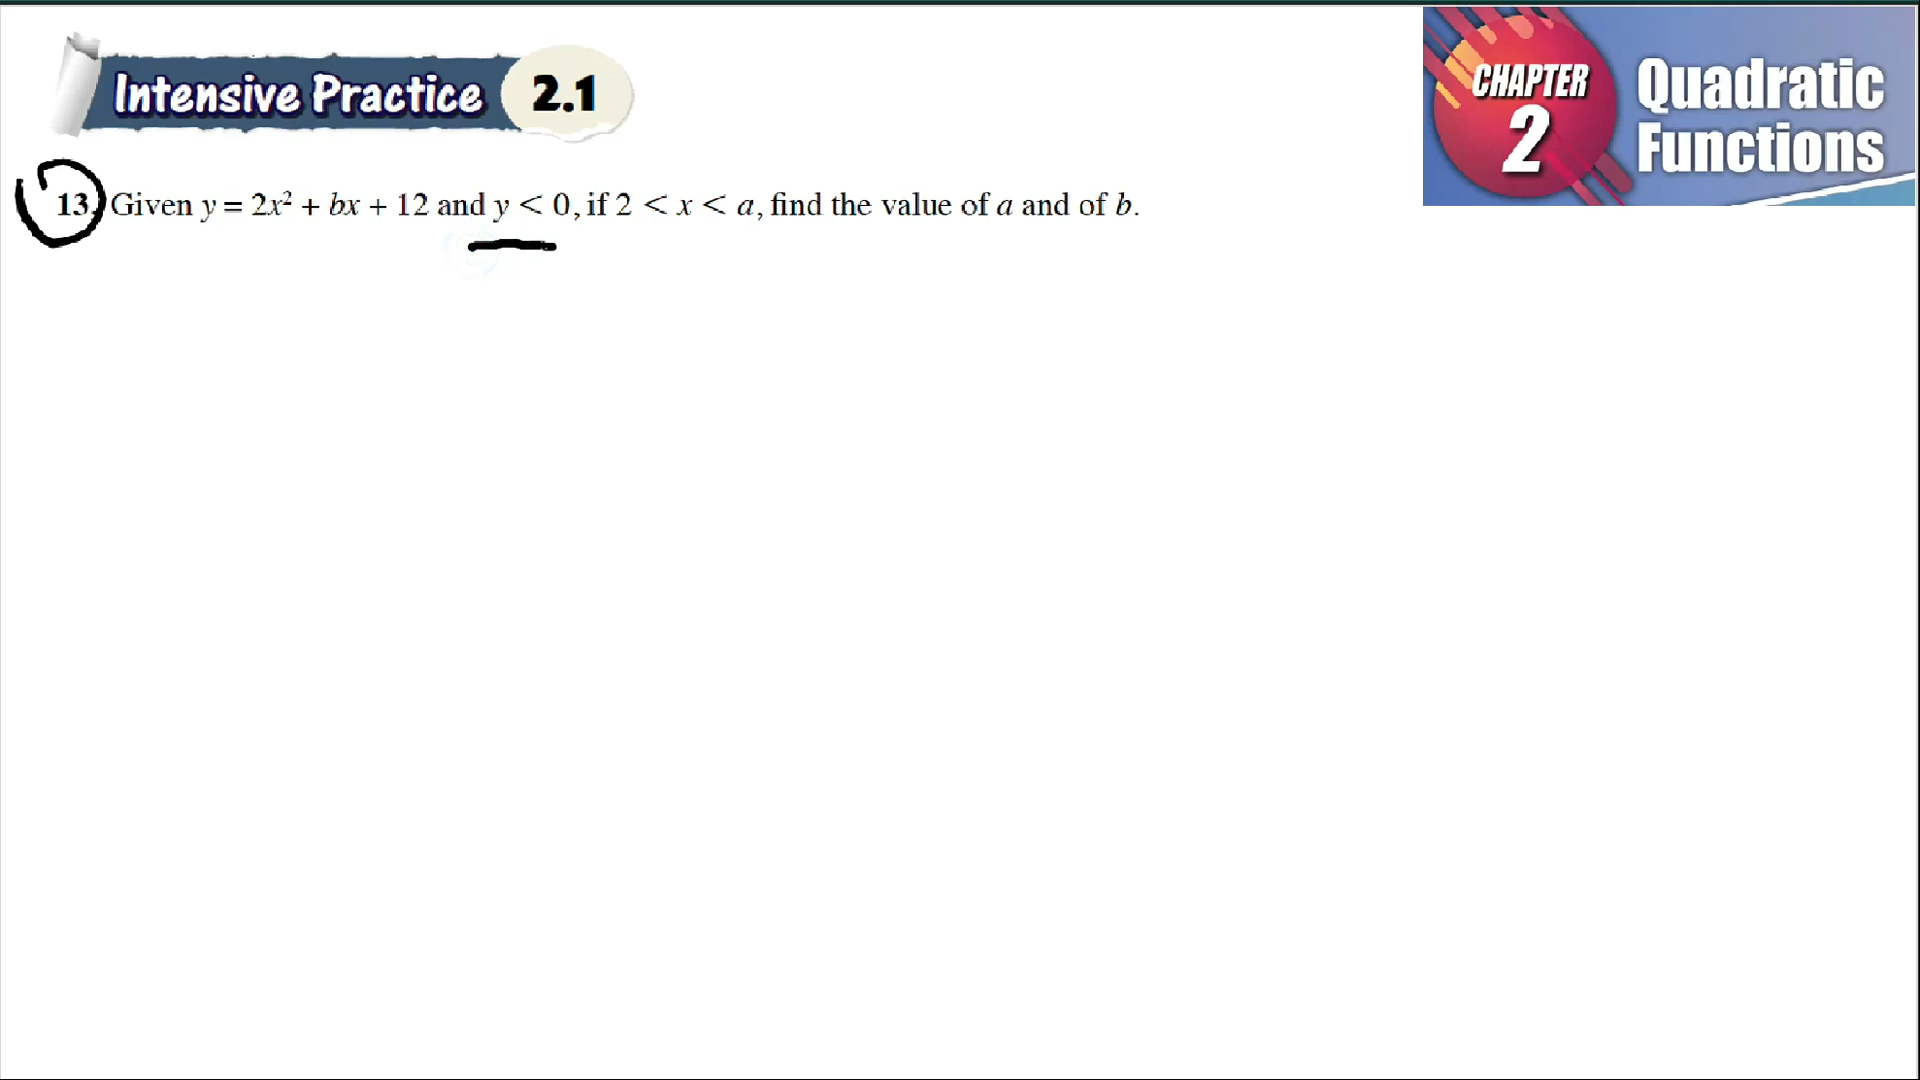 Intensive Practice 2.1
CHAPTER 2
Quadratic Functions
13. Given y = 2x² + bx + 12 and y < 0, if 2 < x < a, find the value of a and of b.